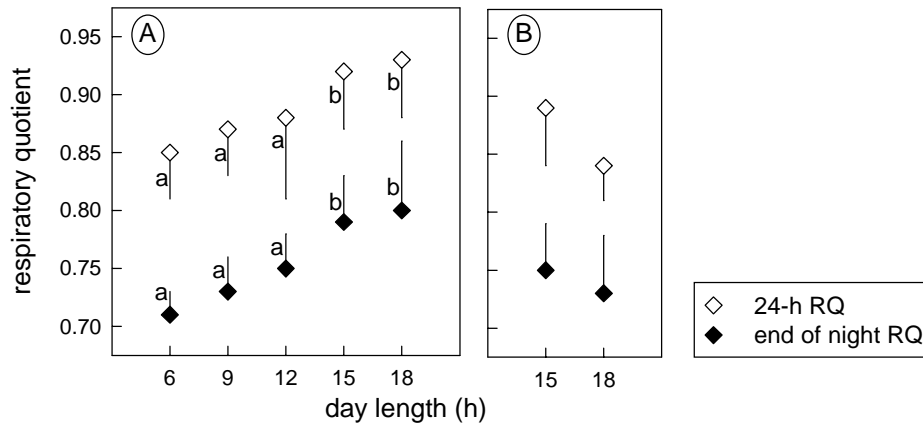 A
B
0.95
0.90
0.85
0.80
0.75
0.70
respiratory quotient
a a a b b
a a a b b
6 9 12 15 18
15 18
day length (h)
24-h RQ
end of night RQ